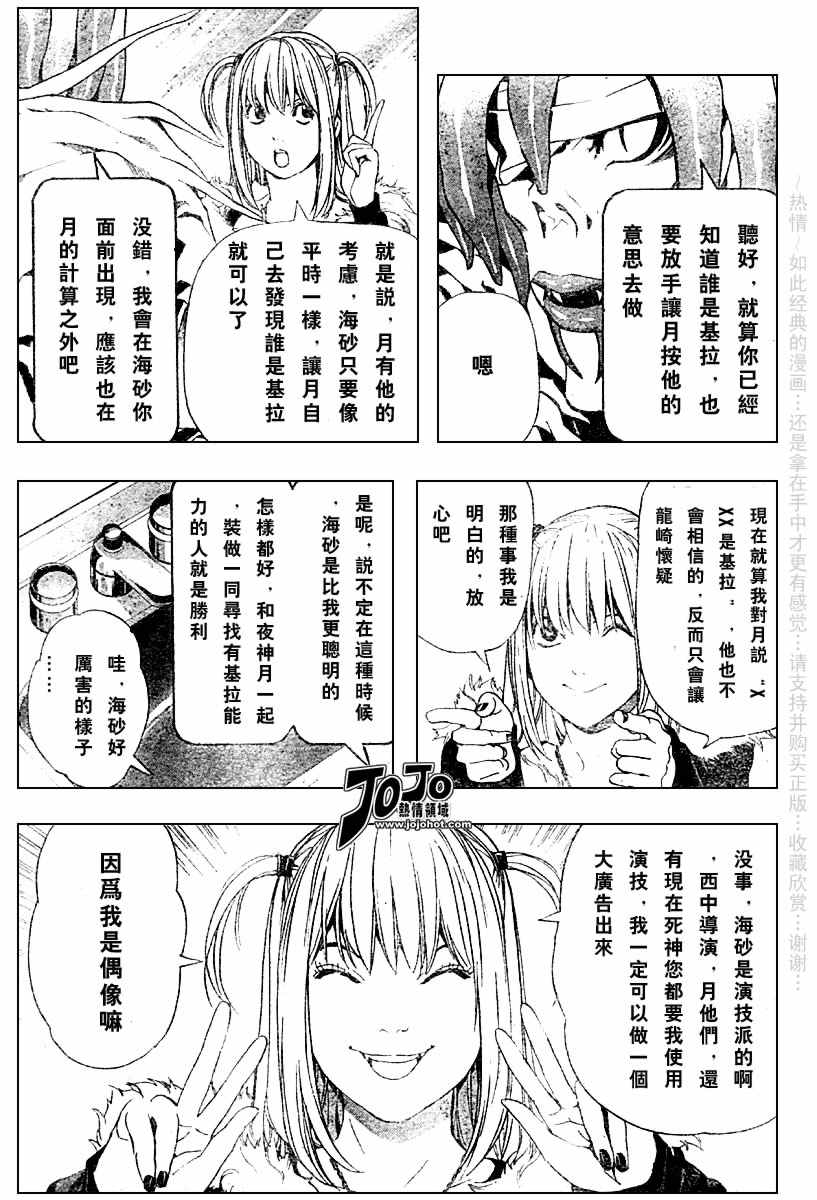 聽好，就算你已經
知道誰是基拉，也
要放手讓月按他的
意思去做
嗯
就是説，月有他的
考慮，海砂只要像
平時一樣，讓月自
己去發現誰是基拉
就可以了
没錯，我會在海砂你
面前出現，應該也在
月的計算之外吧
現在就算我對月説“X
XX是基拉”，他也不
會相信的，反而只會讓
龍崎懷疑
那種事我是
明白的，放
心吧
是呢，説不定在這種時候
，海砂是比我更聰明的
怎樣都好，和夜神月一起
，裝做一同尋找有基拉能
力的人就是勝利
哇，海砂好
厲害的樣子
……
没事，海砂是演技派的啊
，西中導演，月他們，還
有現在死神您都要我使用
演技，我一定可以做一個
大廣告出來
因爲我是偶像嘛
JOJO
熱情領域
www.jojohot.com
~热情~如此经典的漫画…还是拿在手中才更有感觉…请支持并购买正版…收藏欣赏…谢谢…